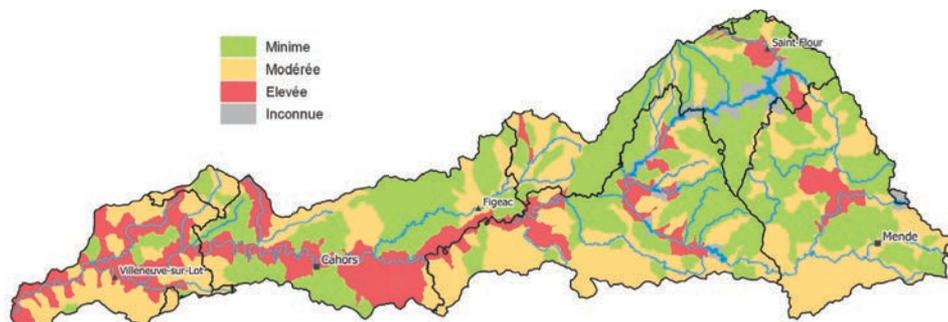 Minime
Modérée
Elevée
Inconnue
Saint-Flour
Figeac
Mende
Cahors
Villeneuve-sur-Lot